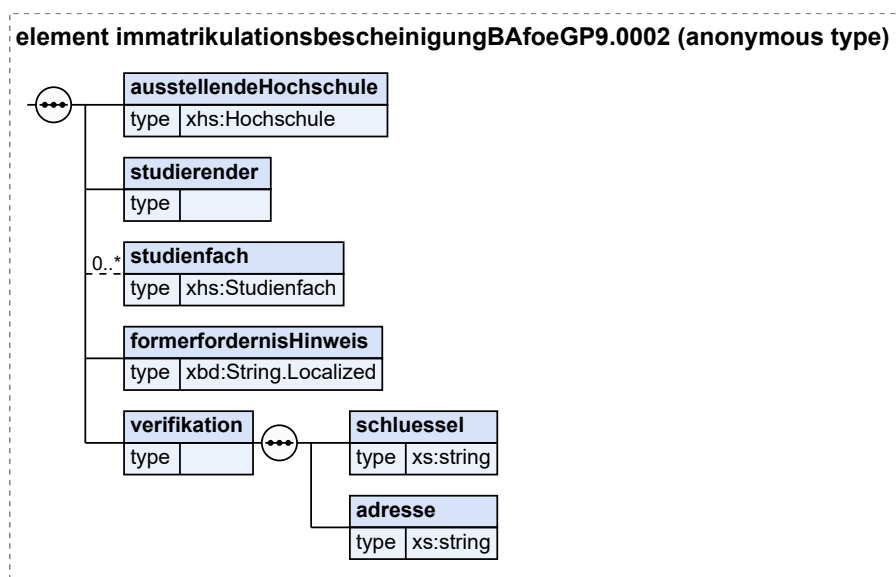 element immatrikulationsbescheinigungBAfoeGP9.0002 (anonymous type)
ausstellendeHochschule
type xhs:Hochschule
studierender
type
0..*
studienfach
type xhs:Studienfach
formerfordernisHinweis
type xbd:String.Localized
verifikation
type
schluessel
type xs:string
adresse
type xs:string